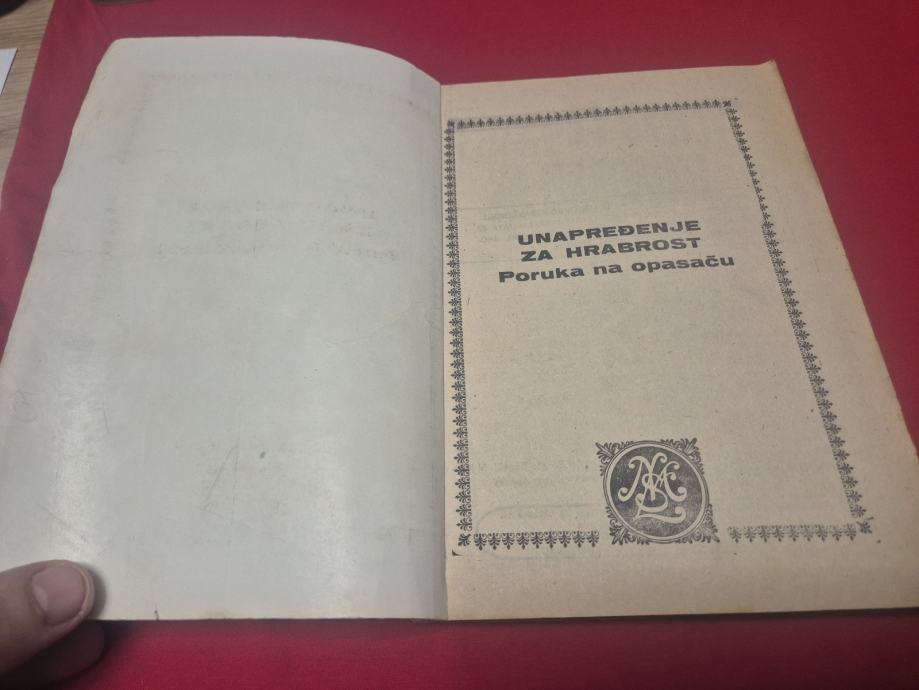 UNAPREĐENJE
ZA HRABROST
Poruka na opasaču